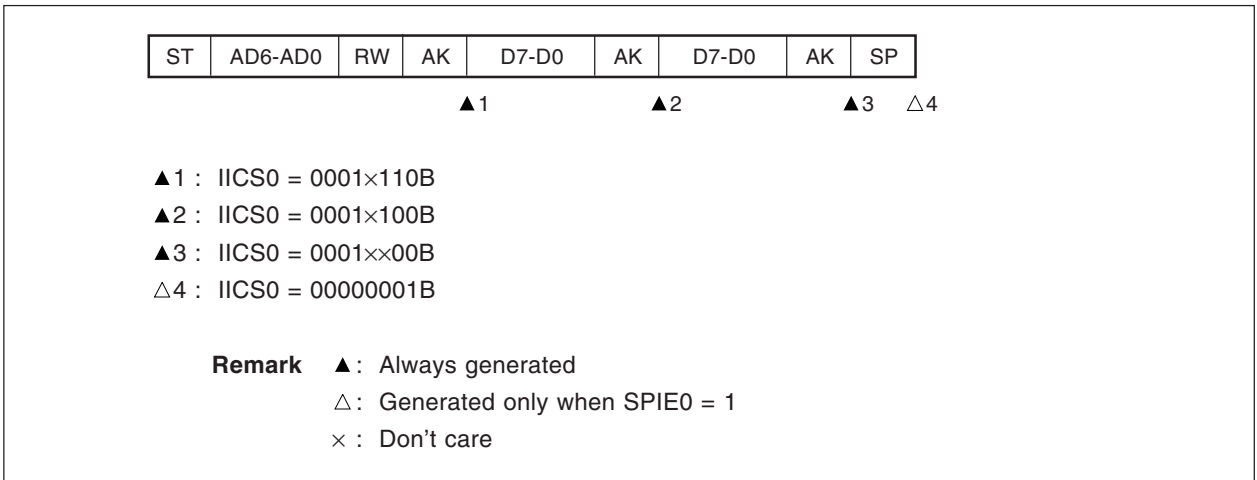 ST AD6-AD0 RW AK D7-D0 AK D7-D0 AK SP
▲1 ▲2 ▲3 △4
▲1 : IICS0 = 0001×110B
▲2 : IICS0 = 0001×100B
▲3 : IICS0 = 0001××00B
△4 : IICS0 = 00000001B
Remark ▲ : Always generated
△ : Generated only when SPIE0 = 1
× : Don't care